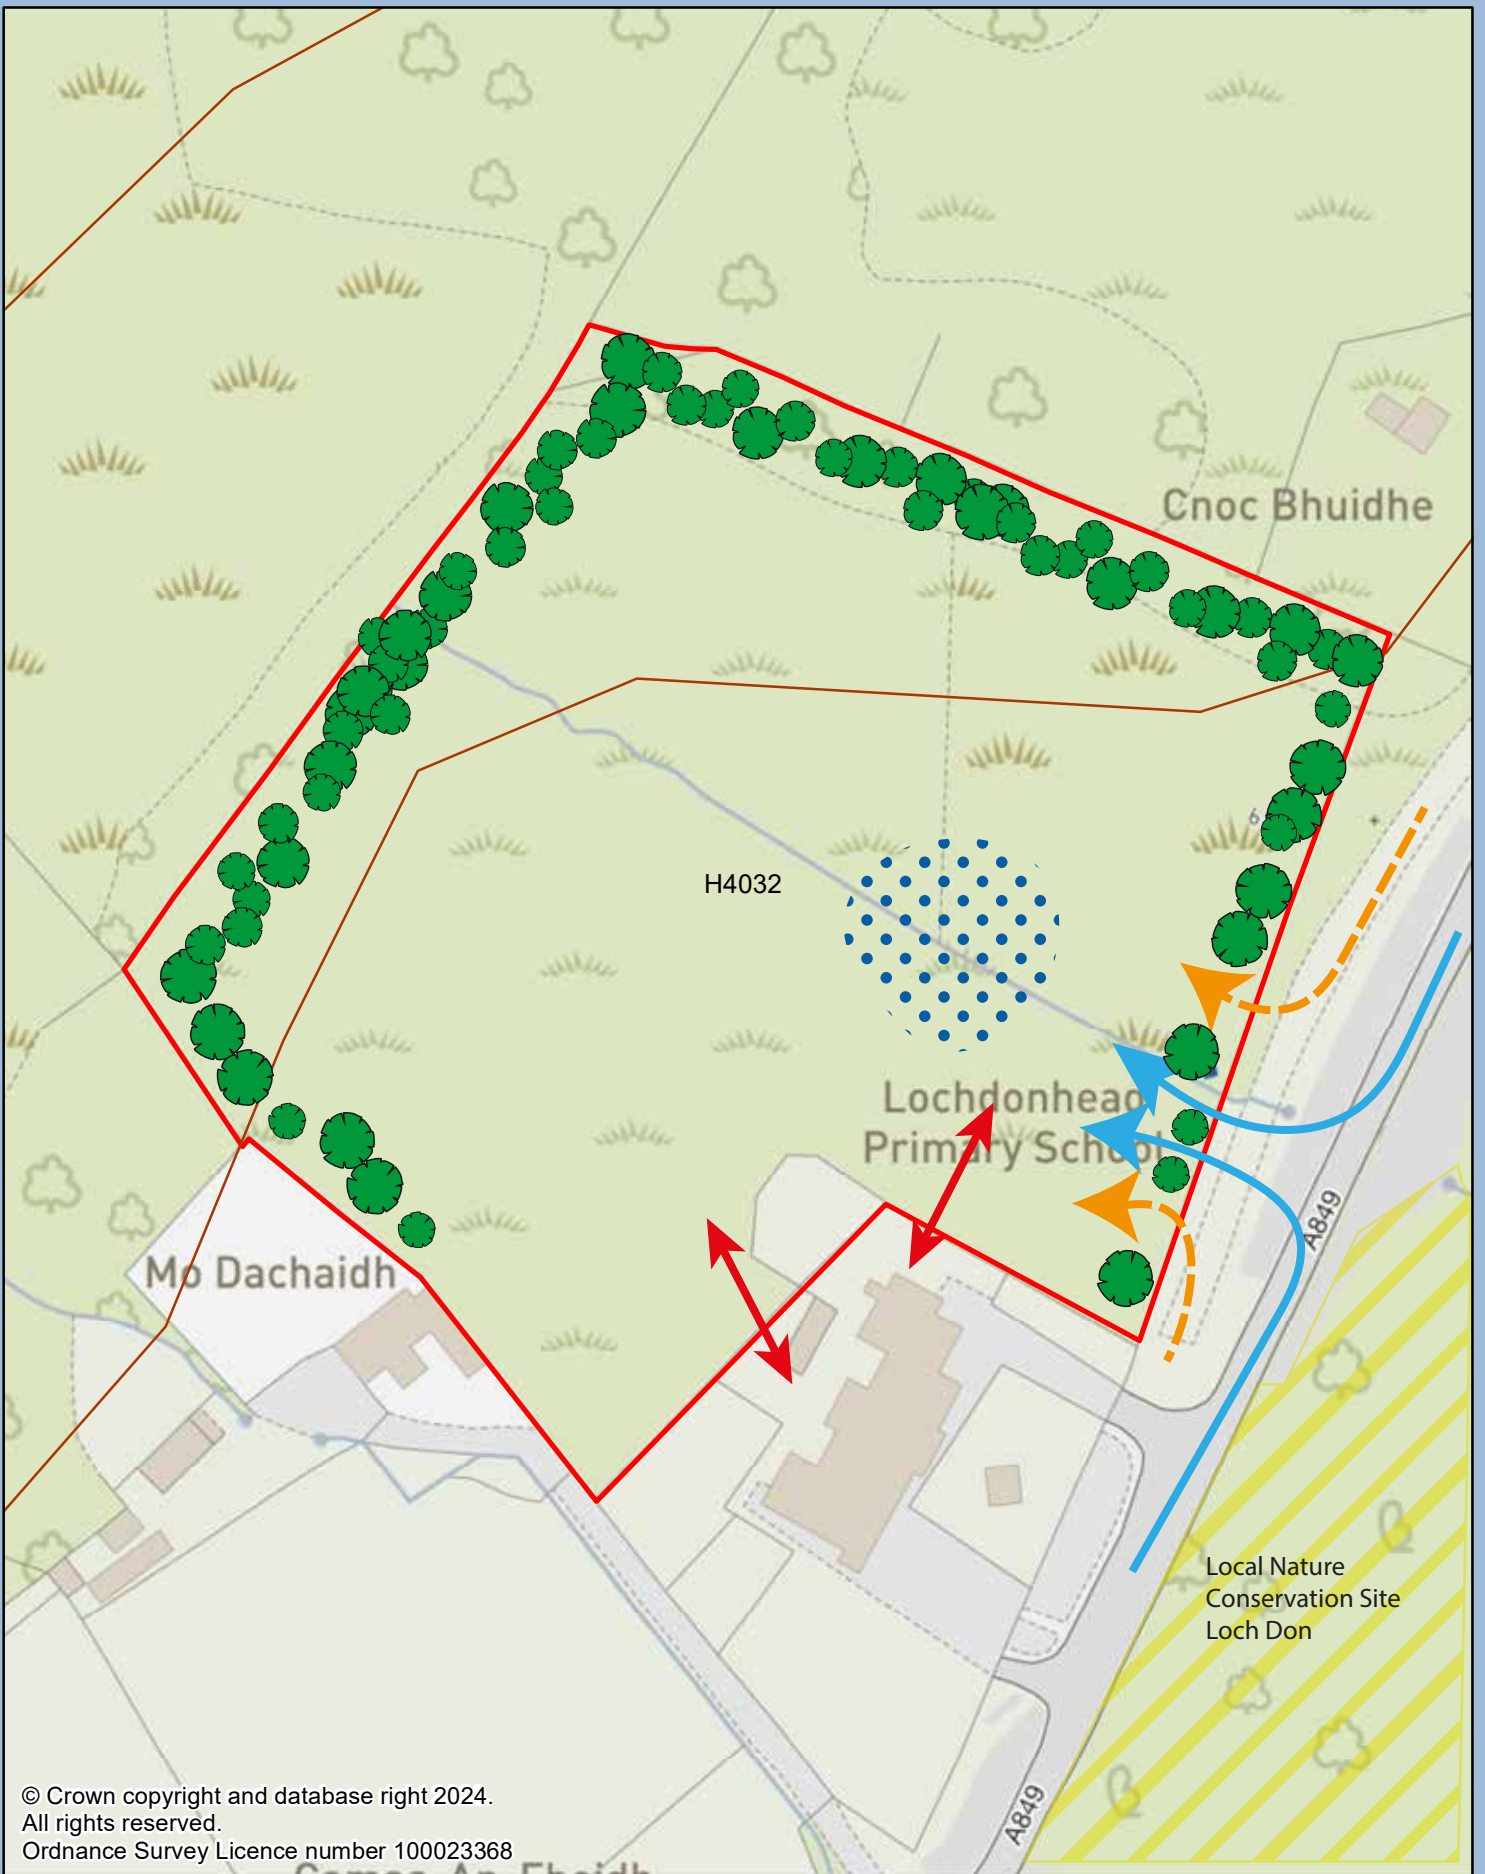 Cnoc Bhuidhe
6
H4032
Lochdonhead
Primary School
A849
Mo Dachaidh
Local Nature
Conservation Site
Loch Don
A849
© Crown copyright and database right 2024.
All rights reserved.
Ordnance Survey Licence number 100023368